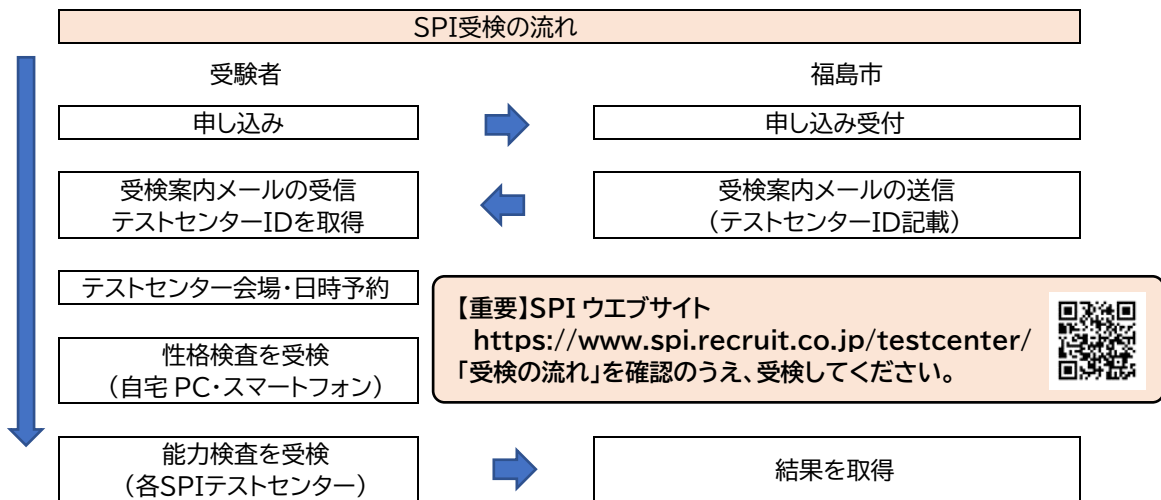 SPI受検の流れ
受験者
福島市
申し込み
申し込み受付
受検案内メールの受信
テストセンターIDを取得
受検案内メールの送信
(テストセンターID記載)
テストセンター会場・日時予約
【重要】SPI ウエブサイト
https://www.spi.recruit.co.jp/testcenter/
「受検の流れ」を確認のうえ、受検してください。
性格検査を受検
(自宅 PC・スマートフォン)
能力検査を受検
(各SPIテストセンター)
結果を取得